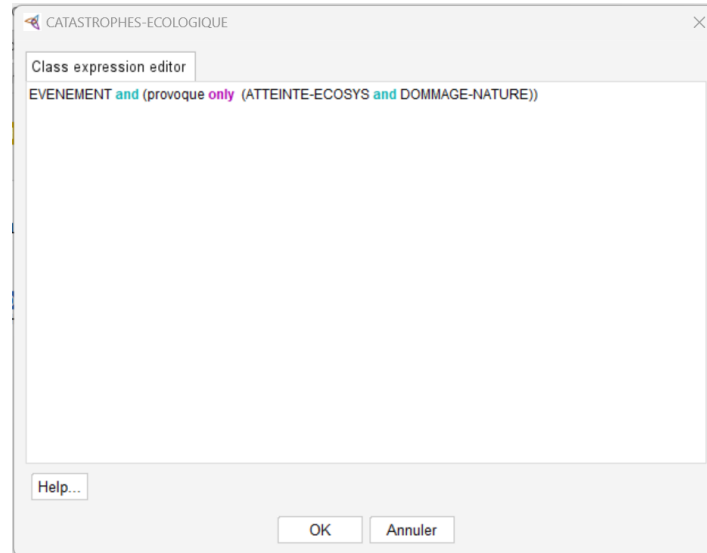 CATASTROPHES-ECOLOGIQUE
Class expression editor
EVENEMENT and (provoque only (ATTEINTE-ECOSYS and DOMMAGE-NATURE))
Help...
OK
Annuler